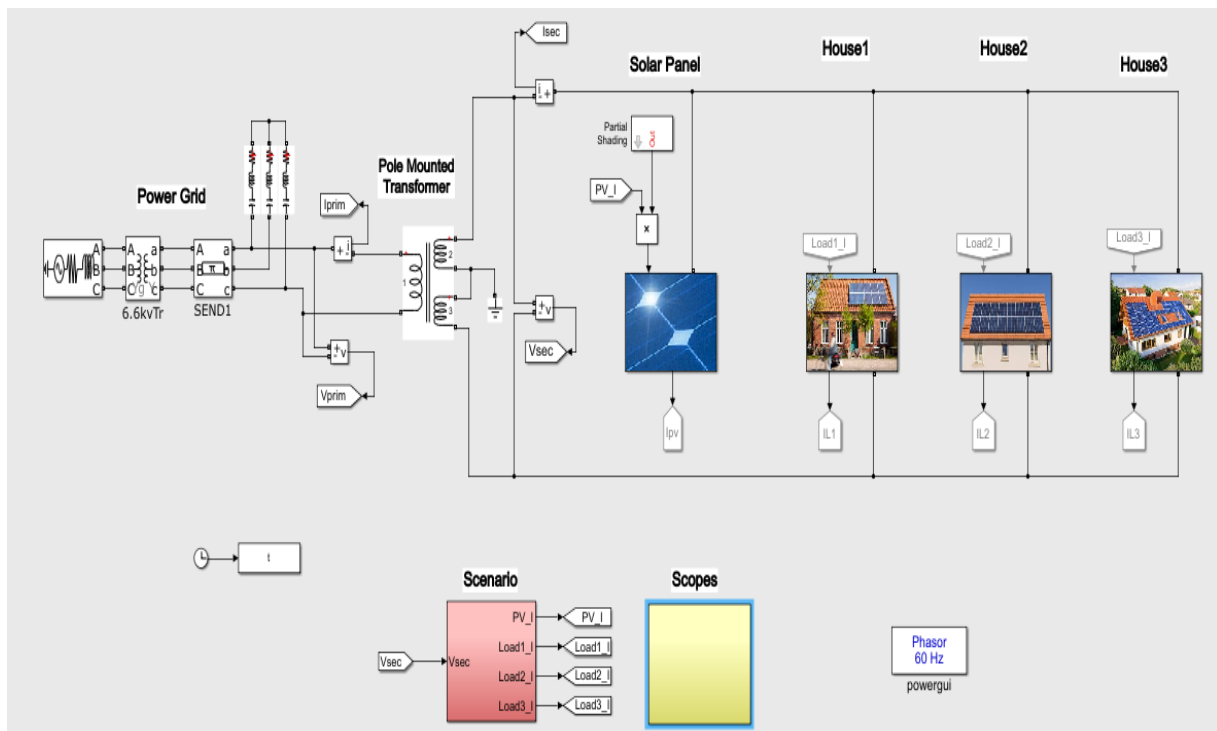 Isec
House1
House2
House3
Solar Panel
i
+
-
Partial
Shading
Out
Pole Mounted
Transformer
Power Grid
PV_I
Iprim
×
Load1_I
Load2_I
Load3_I
A
B
C
A a
B b
C c
g
6.6kvTr
A a
B b
C c
π
SEND1
+ i
-
1
2
3
+
- v
Vsec
+
- v
Vprim
Ipv
IL1
IL2
IL3
t
Scenario
Scopes
PV_I
PV_I
Load1_I
Load1_I
Vsec
Vsec
Load2_I
Load2_I
Load3_I
Load3_I
Phasor
60 Hz
powergui